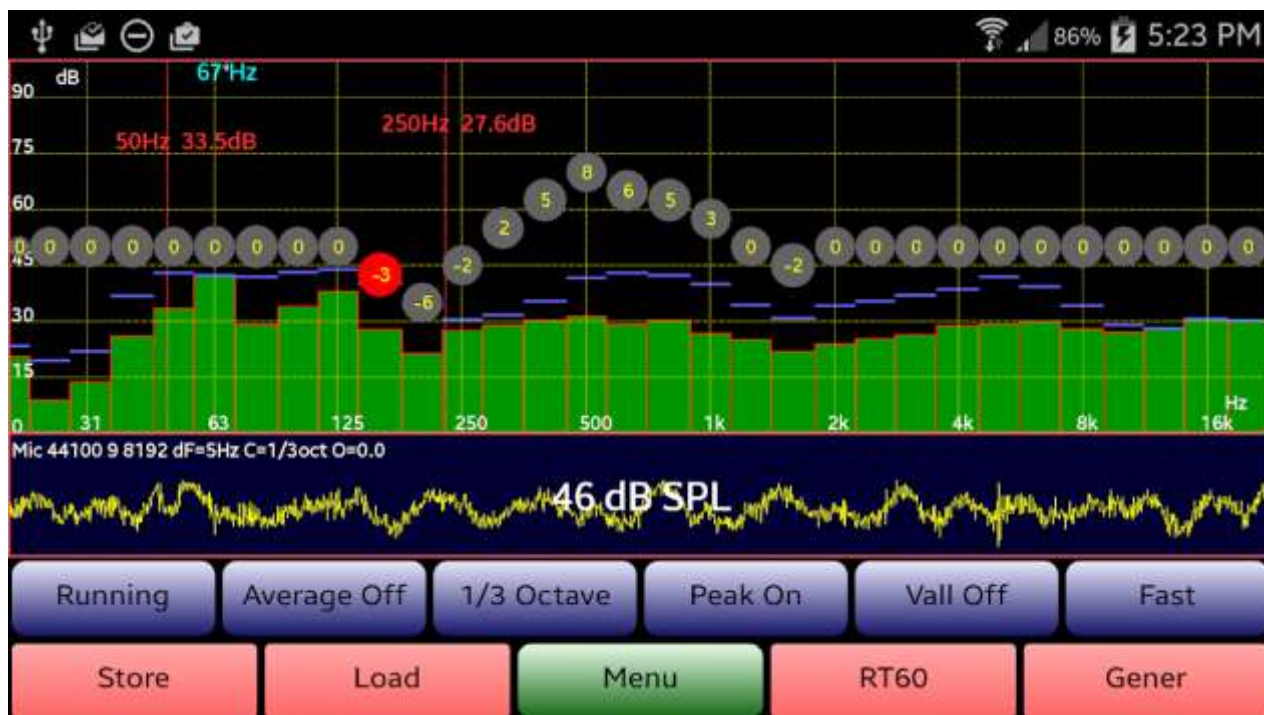 86% 5:23 PM
dB 67*Hz
90
50Hz 33.5dB 250Hz 27.6dB
75
60
8
5 6 5
2 3
0 0 0 0 0 0 0 0 0 -3 -6 -2 0 -2 0 0 0 0 0 0 0 0 0 0 0
45
30
15
Hz
0 31 63 125 250 500 1k 2k 4k 8k 16k
Mic 44100 9 8192 dF=5Hz C=1/3oct O=0.0
46 dB SPL
Running Average Off 1/3 Octave Peak On Vall Off Fast
Store Load Menu RT60 Gener